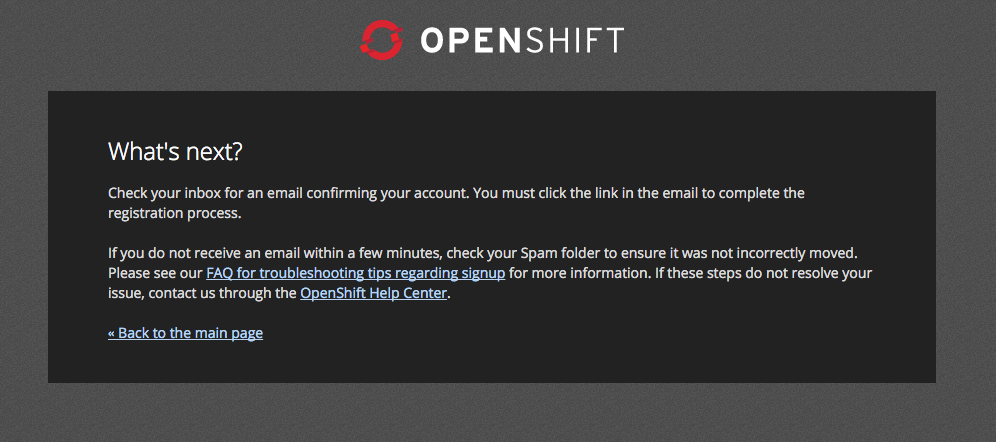 OPENSHIFT
What's next?
Check your inbox for an email confirming your account. You must click the link in the email to complete the
registration process.
If you do not receive an email within a few minutes, check your Spam folder to ensure it was not incorrectly moved.
Please see our FAQ for troubleshooting tips regarding signup for more information. If these steps do not resolve your
issue, contact us through the OpenShift Help Center.
« Back to the main page